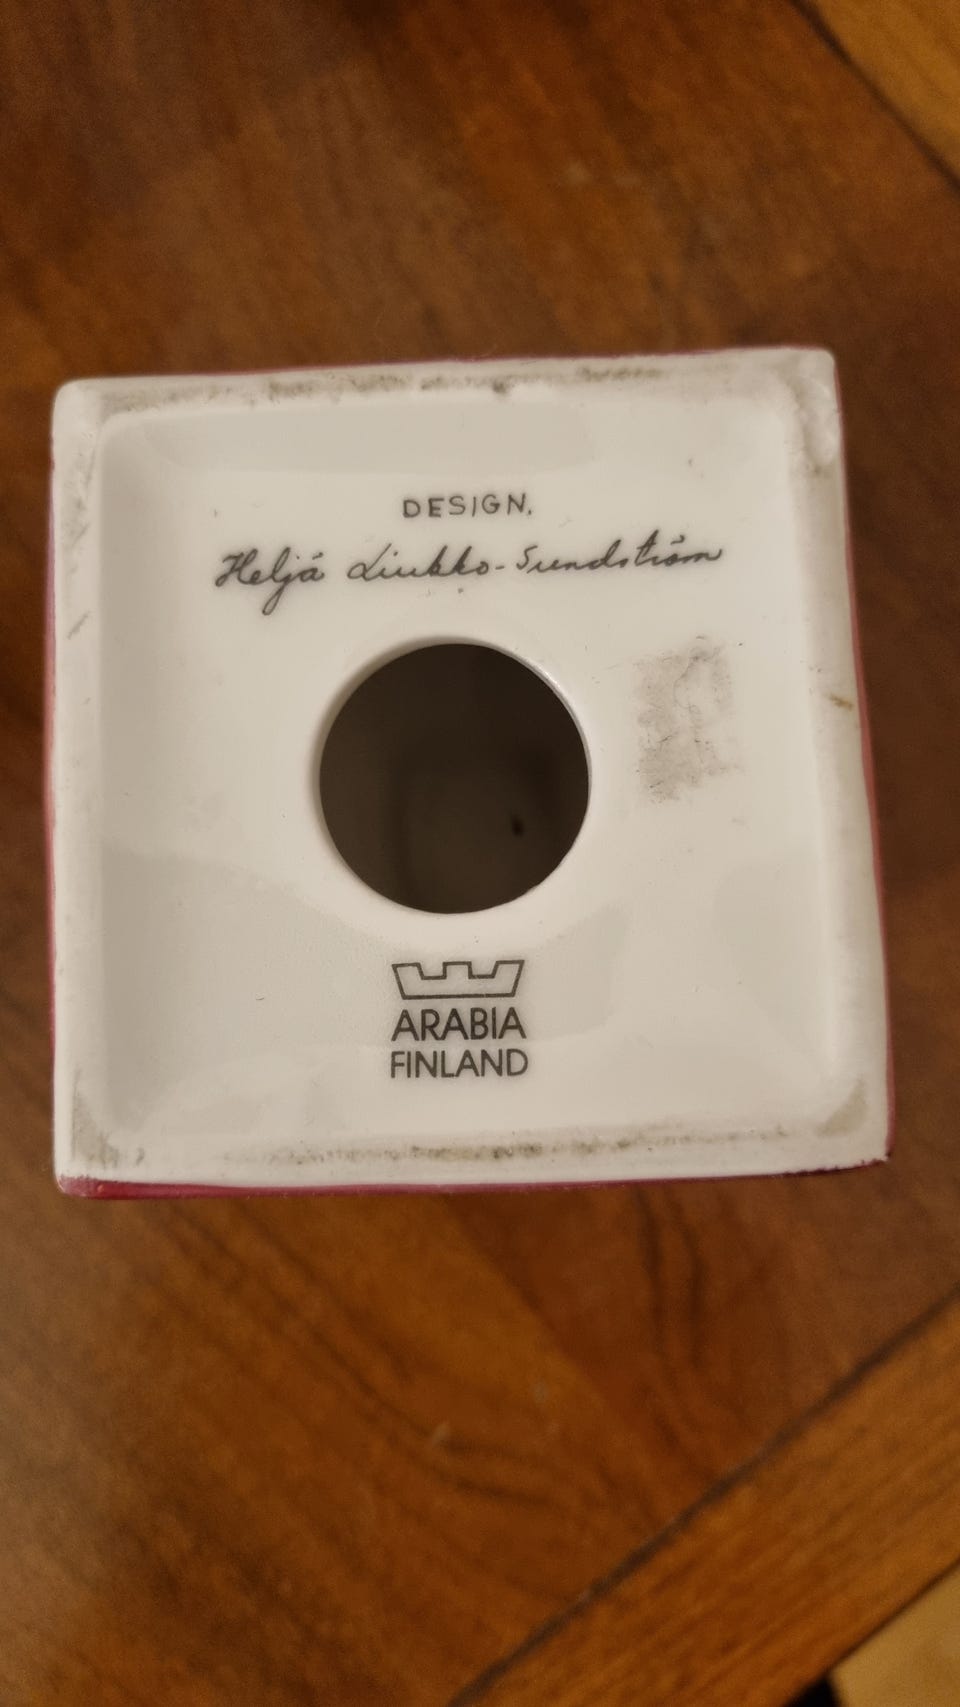 DESIGN.
Heljä Liukko-Sundström
ARABIA
FINLAND